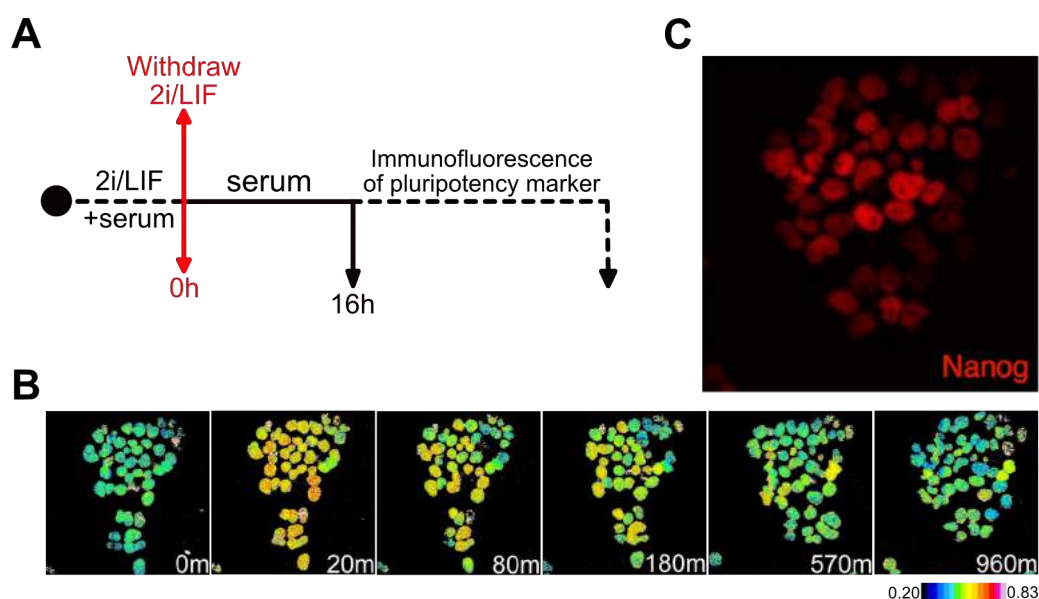 A
Withdraw
2i/LIF
2i/LIF
+serum
serum
Immunofluorescence
of pluripotency marker
0h
16h
C
Nanog
B
0m
20m
80m
180m
570m
960m
0.20
0.83